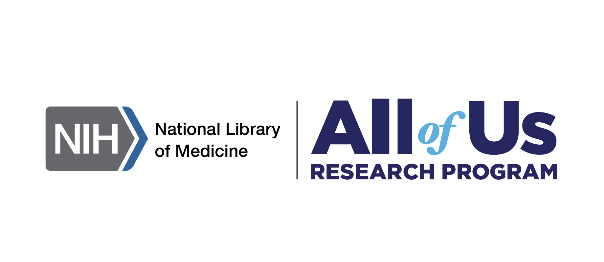 NIH
National Library
of Medicine
All of Us
RESEARCH PROGRAM